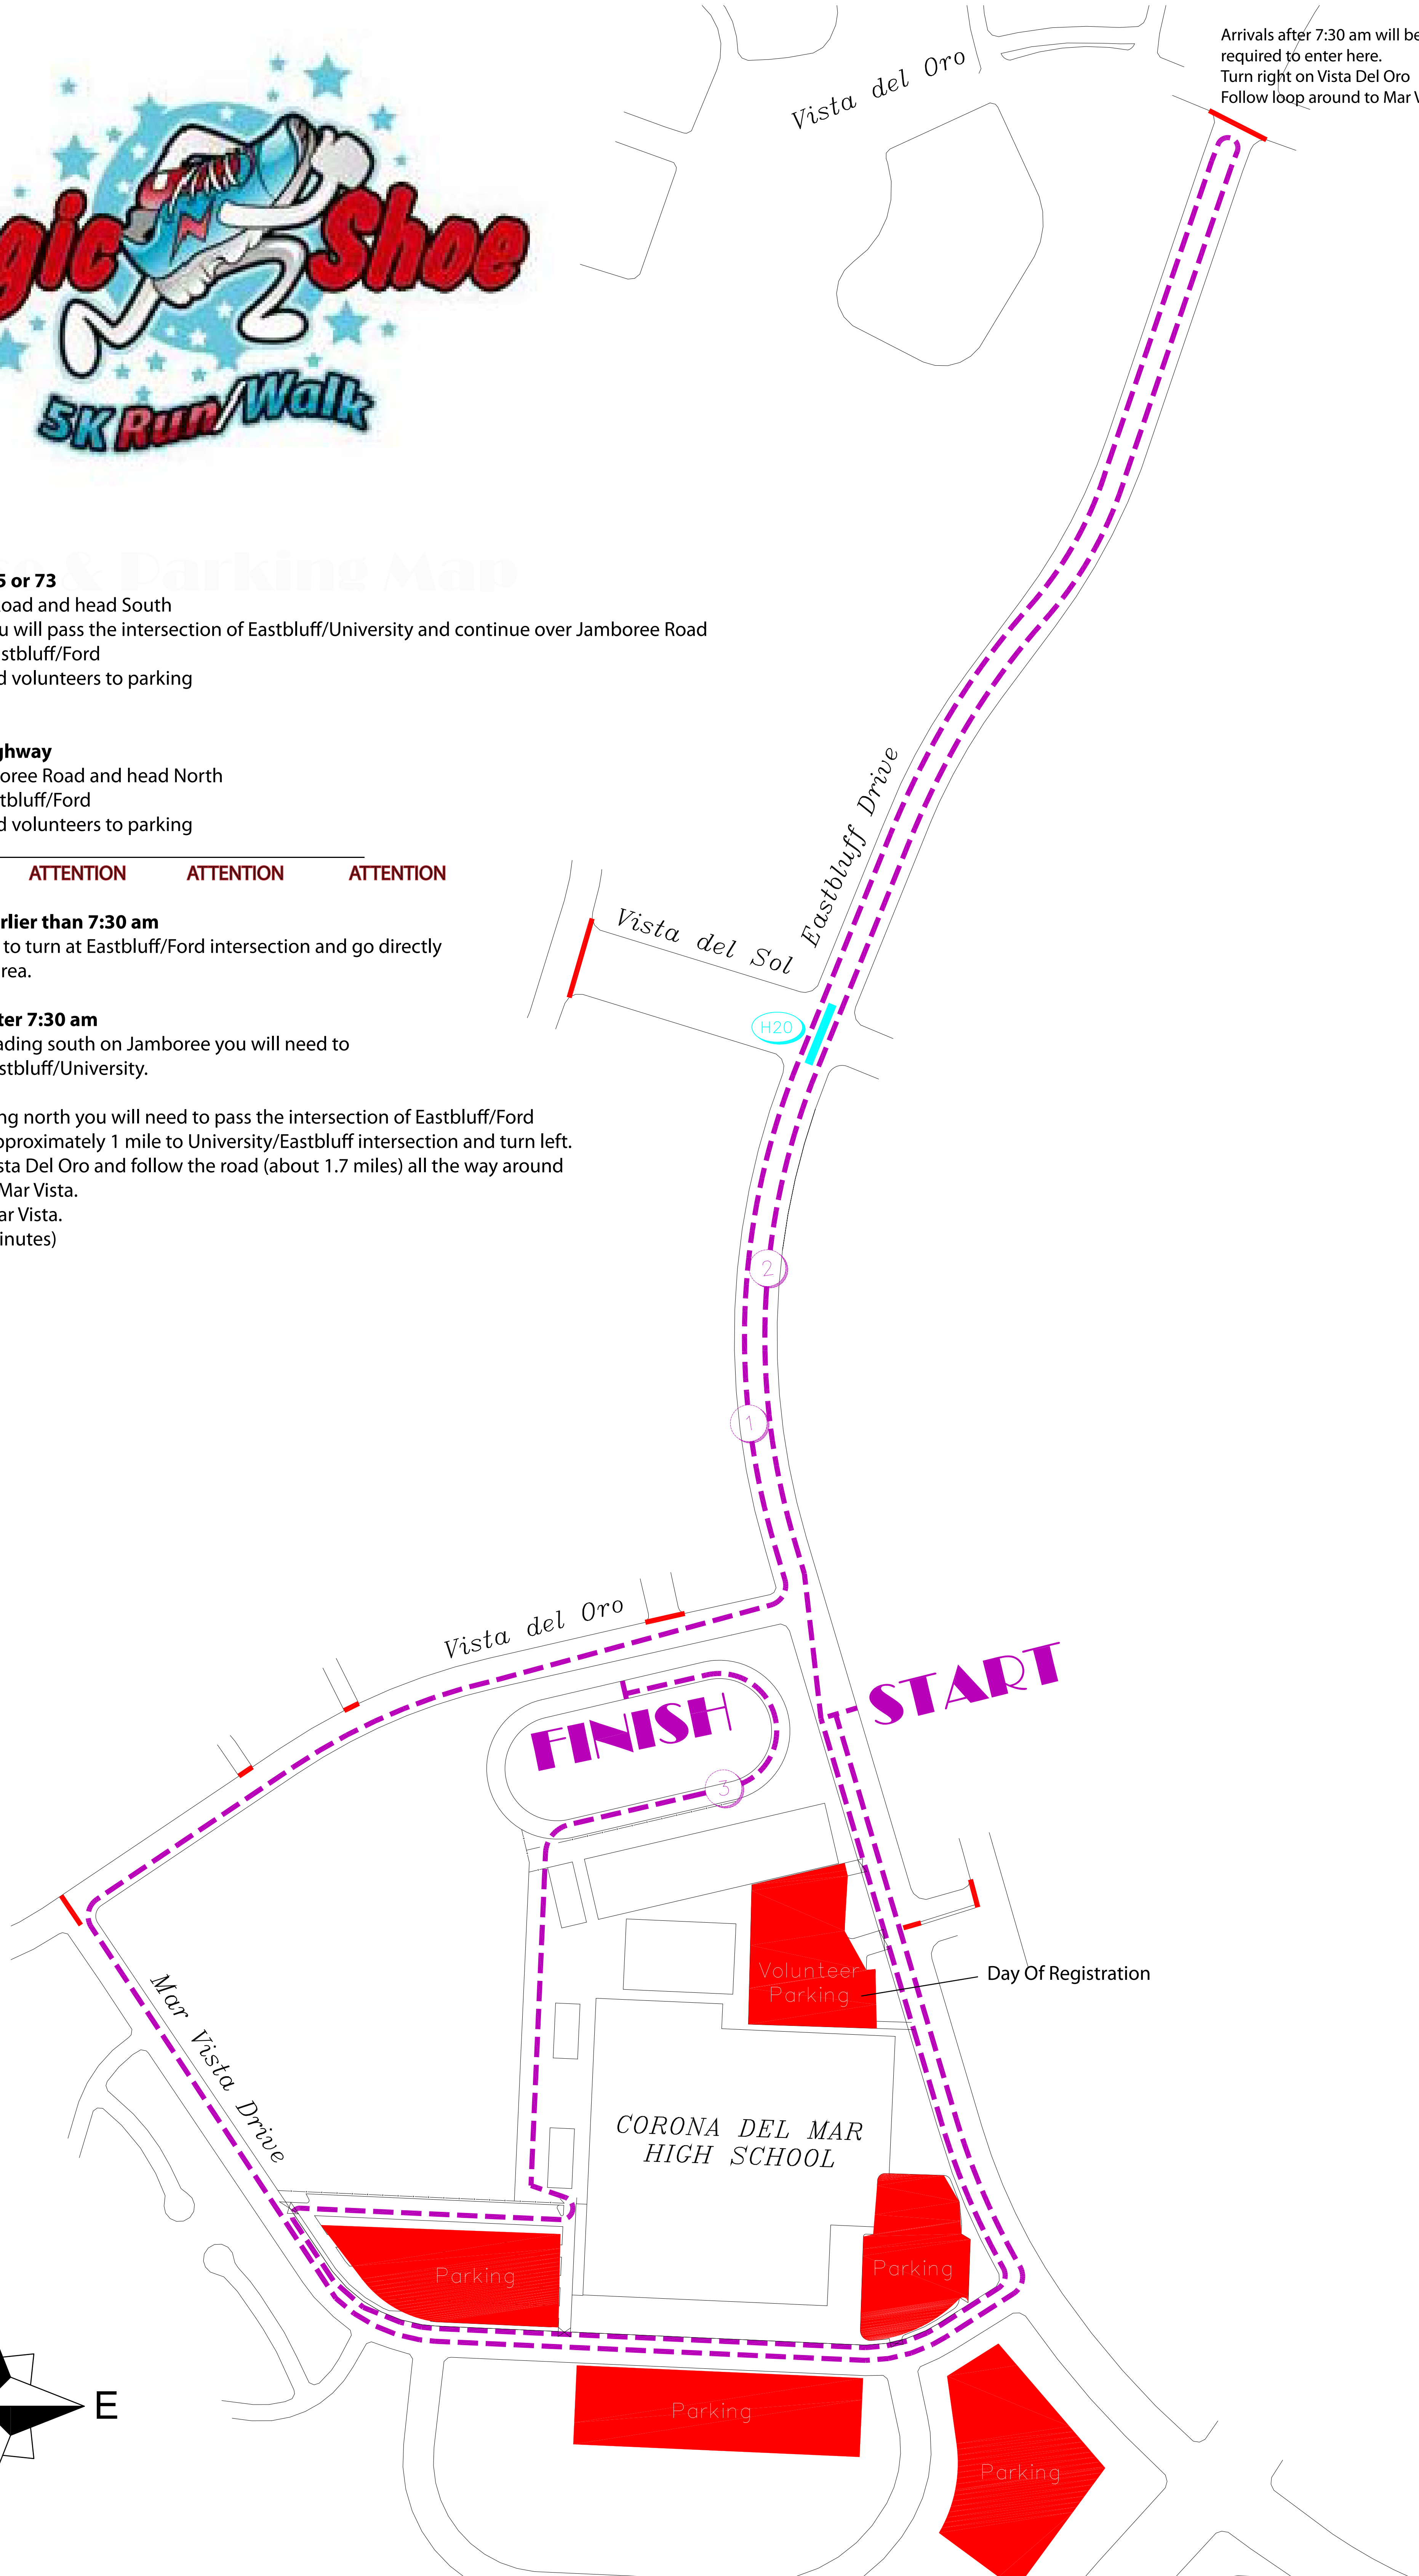 Arrivals after 7:30 am will be
required to enter here.
Turn right on Vista Del Oro
Follow loop around to Mar V
Vista del Oro
gic Shoe
5K Run/Walk
& Parking Map
5 or 73
oad and head South
u will pass the intersection of Eastbluff/University and continue over Jamboree Road
stbluff/Ford
d volunteers to parking
ghway
oree Road and head North
tbluff/Ford
d volunteers to parking
ATTENTION ATTENTION ATTENTION
rlier than 7:30 am
to turn at Eastbluff/Ford intersection and go directly
rea.
ter 7:30 am
ading south on Jamboree you will need to
stbluff/University.
ng north you will need to pass the intersection of Eastbluff/Ford
pproximately 1 mile to University/Eastbluff intersection and turn left.
sta Del Oro and follow the road (about 1.7 miles) all the way around
Mar Vista.
ar Vista.
inutes)
Eastbluff Drive
Vista del Sol
H20
2
1
Vista del Oro
START
FINISH
3
Volunteer
Parking
Day Of Registration
Mar Vista Drive
CORONA DEL MAR
HIGH SCHOOL
Parking
Parking
Parking
Parking
E